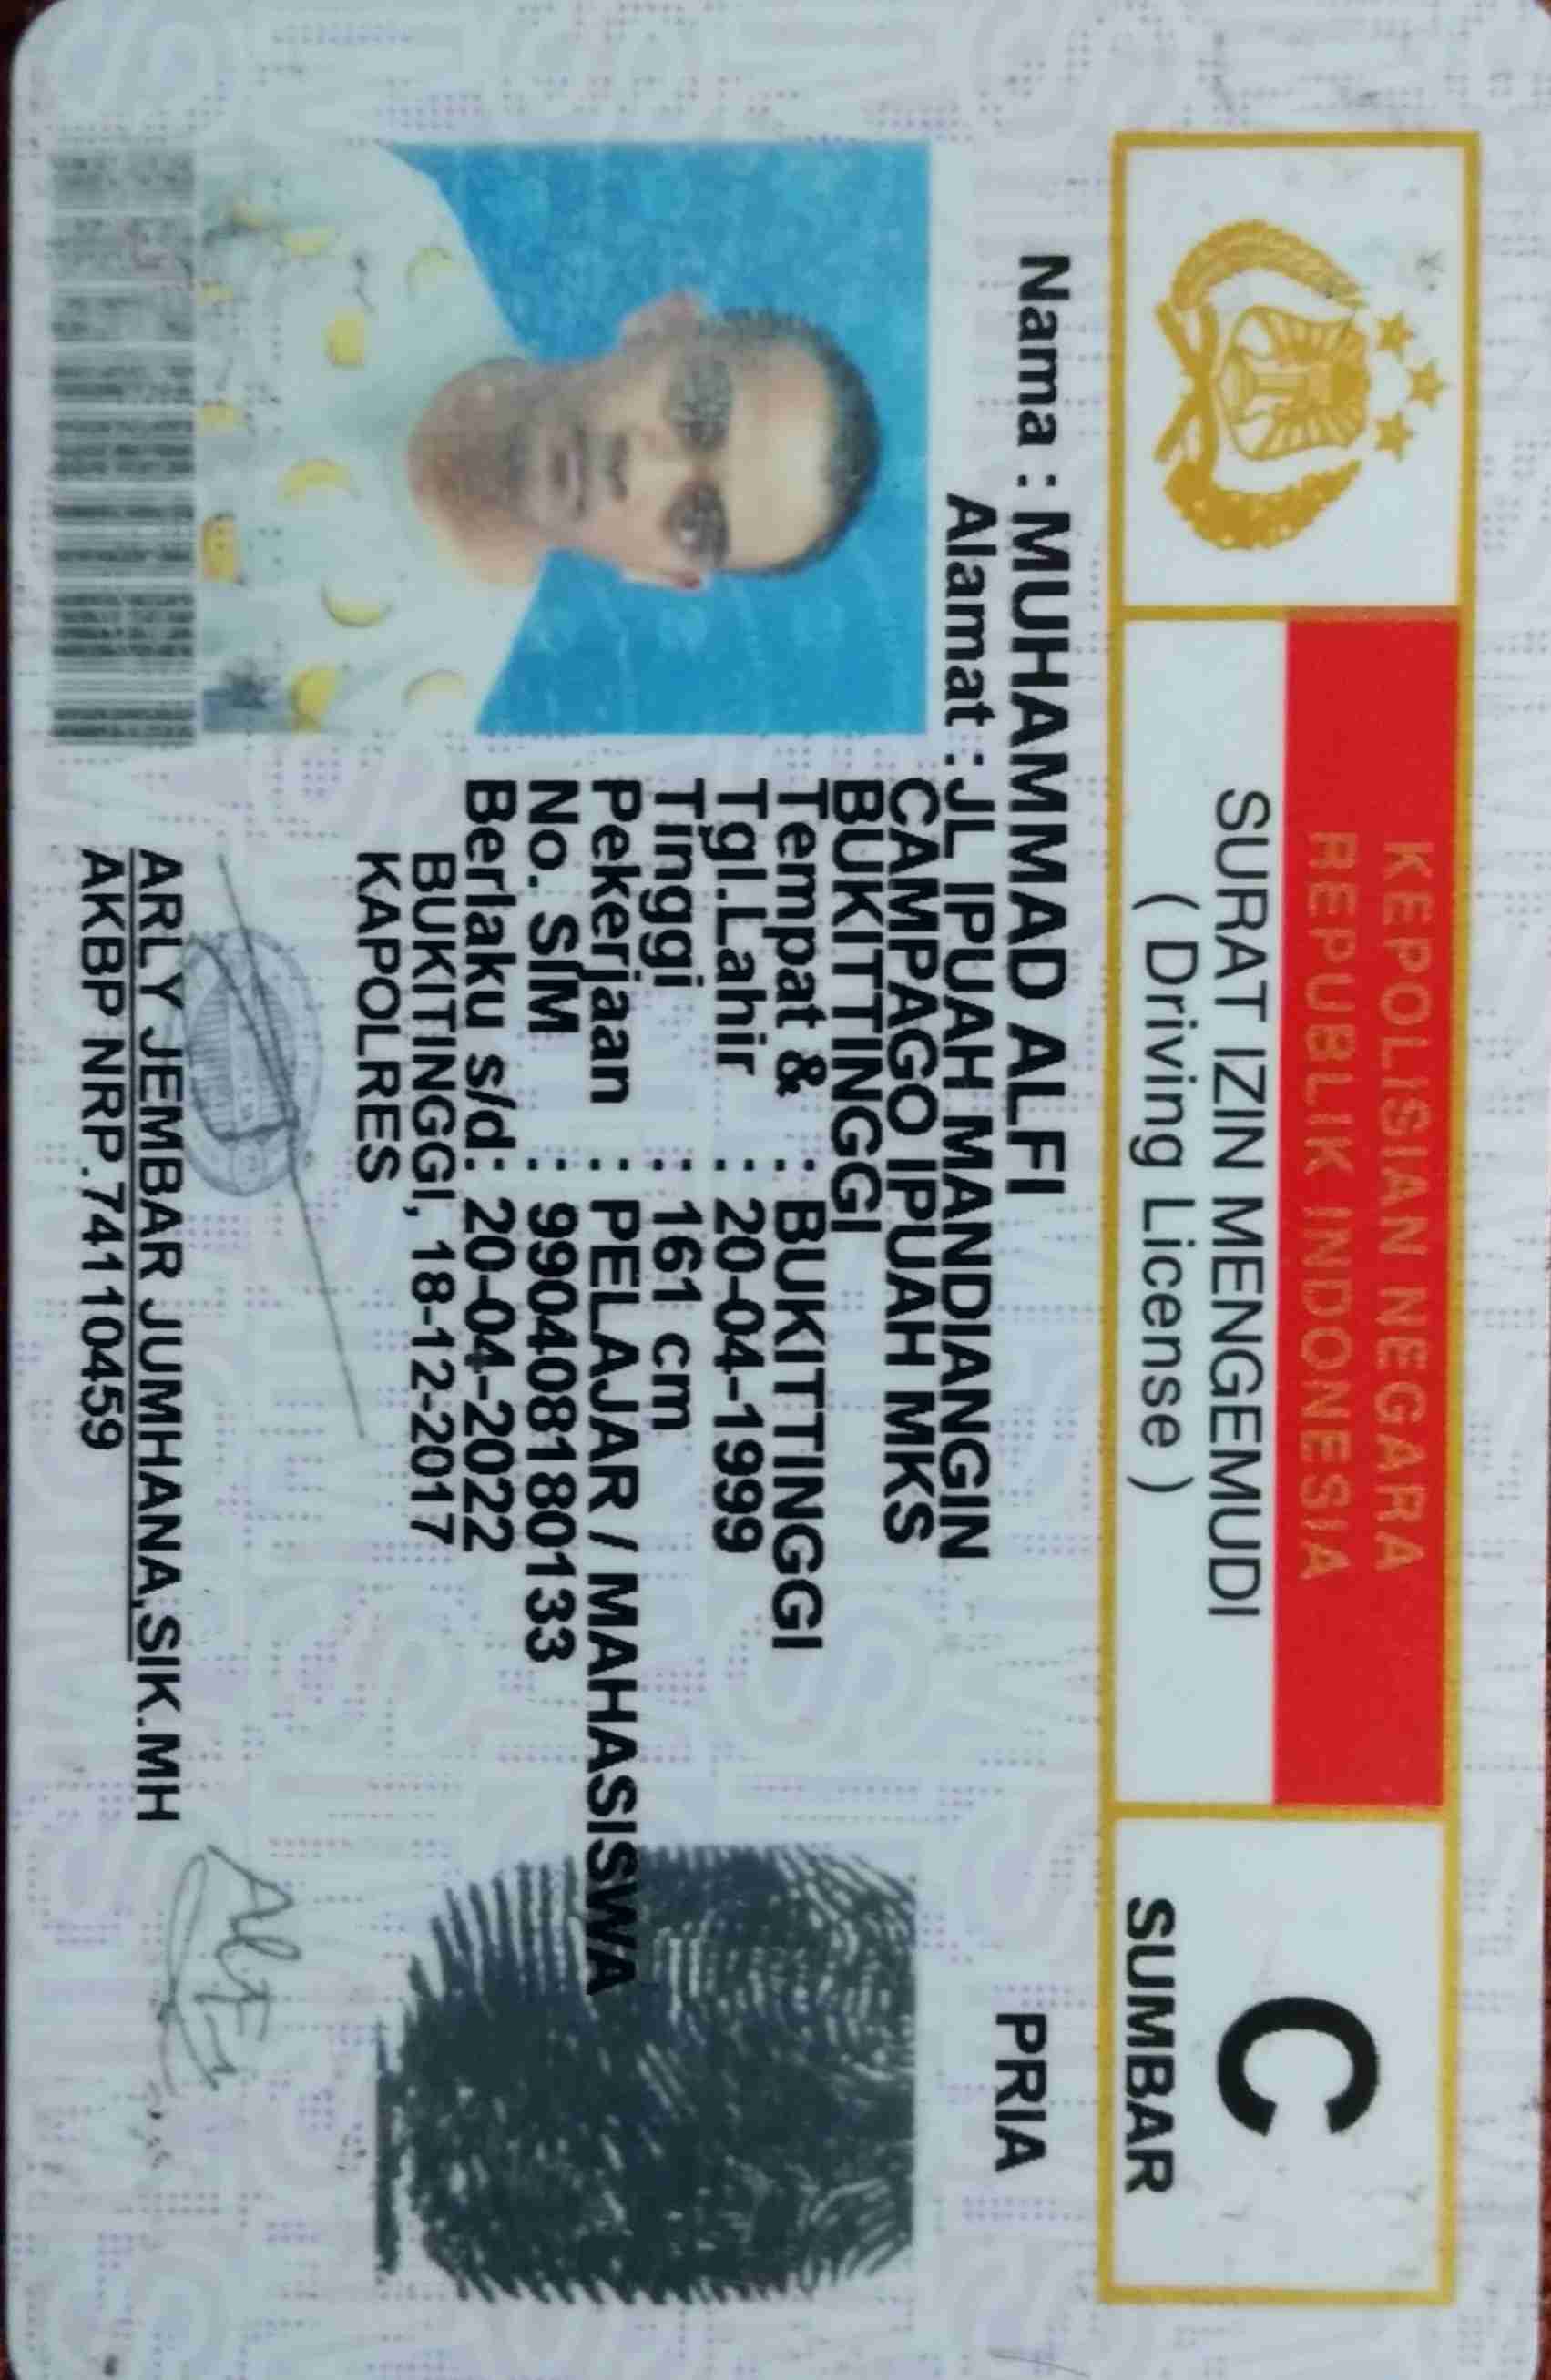 KEPOLISIAN NEGARA
REPUBLIK INDONESIA
SURAT IZIN MENGEMUDI
( Driving License )
C
SUMBAR
Nama : MUHAMMAD ALFI
PRIA
Alamat : JL IPUAH MANDIANGIN
CAMPAGO IPUAH MKS
BUKITTINGGI
Tempat & : BUKITTINGGI
Tgl.Lahir : 20-04-1999
Tinggi : 161 cm
Pekerjaan : PELAJAR / MAHASISWA
No. SIM : 990408180133
Berlaku s/d : 20-04-2022
BUKITINGGI, 18-12-2017
KAPOLRES
ARLY JEMBAR JUMHANA,SIK.MH
AKBP NRP.74110459